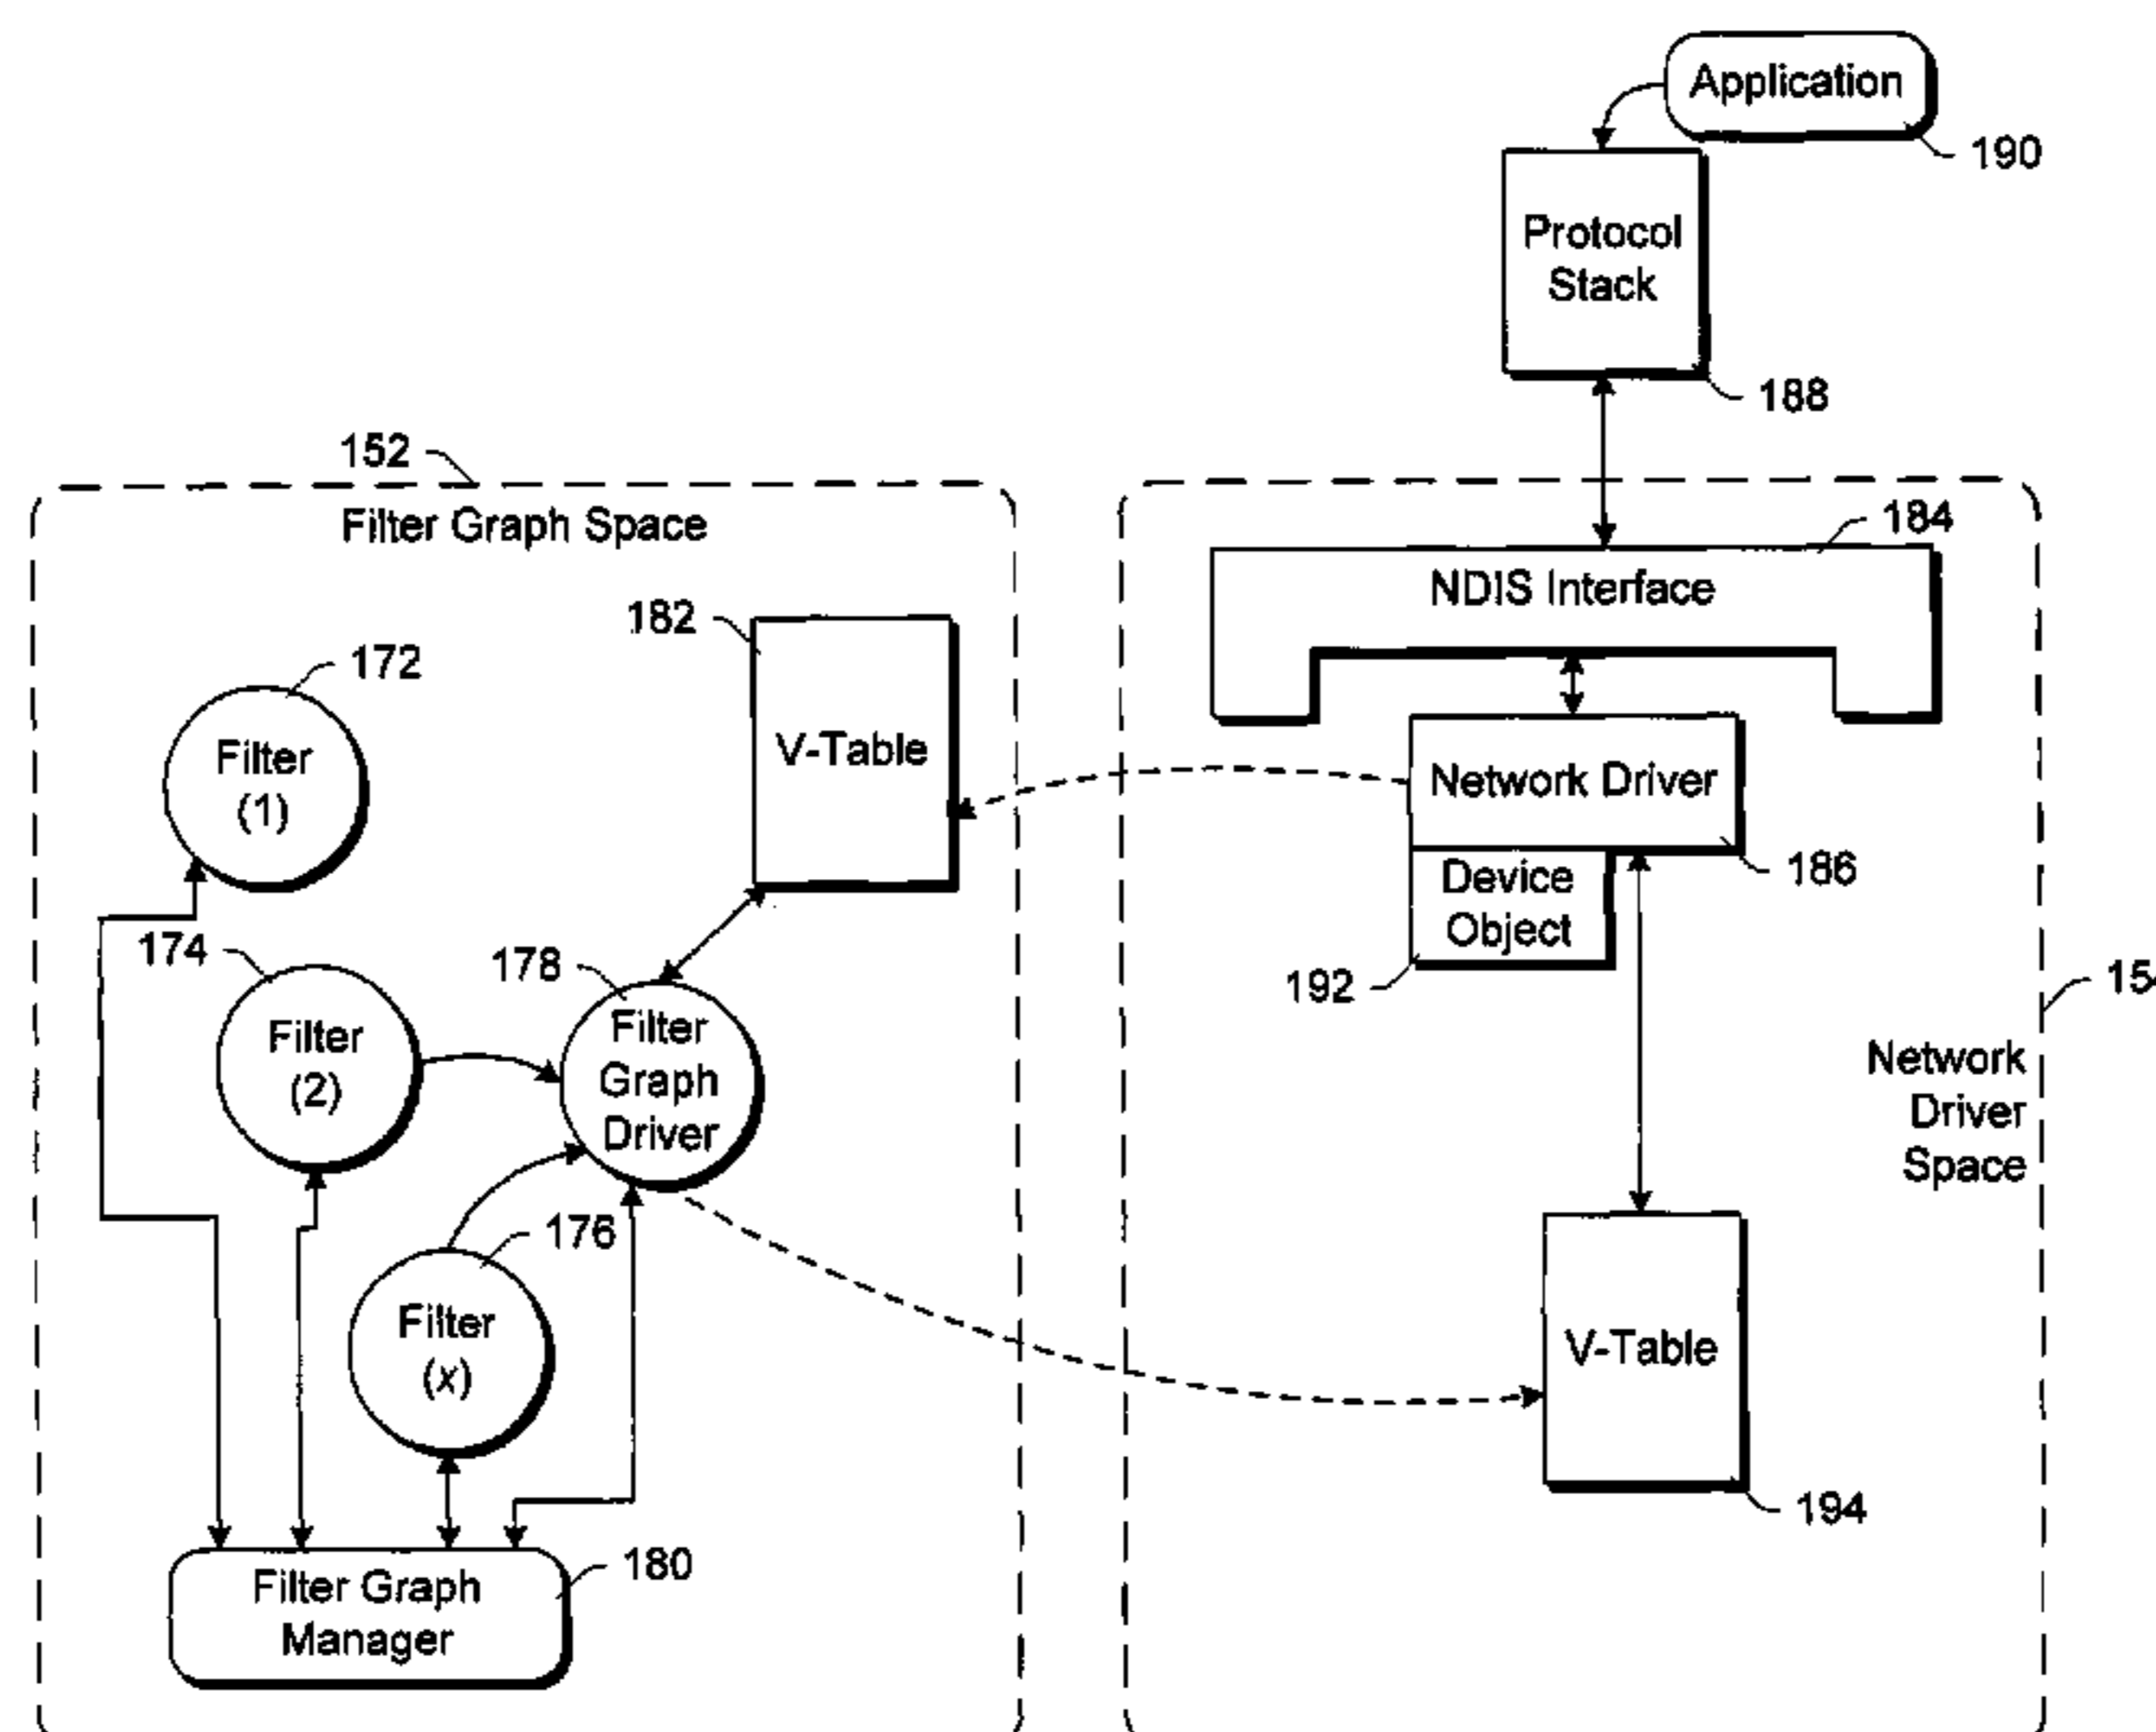 Application
190
Protocol
Stack
188
152
Filter Graph Space
184
NDIS Interface
182
V-Table
172
Filter
(1)
Network Driver
186
Device
Object
192
174
Filter
(2)
178
Filter
Graph
Driver
15
Network
Driver
Space
176
Filter
(x)
V-Table
194
180
Filter Graph
Manager